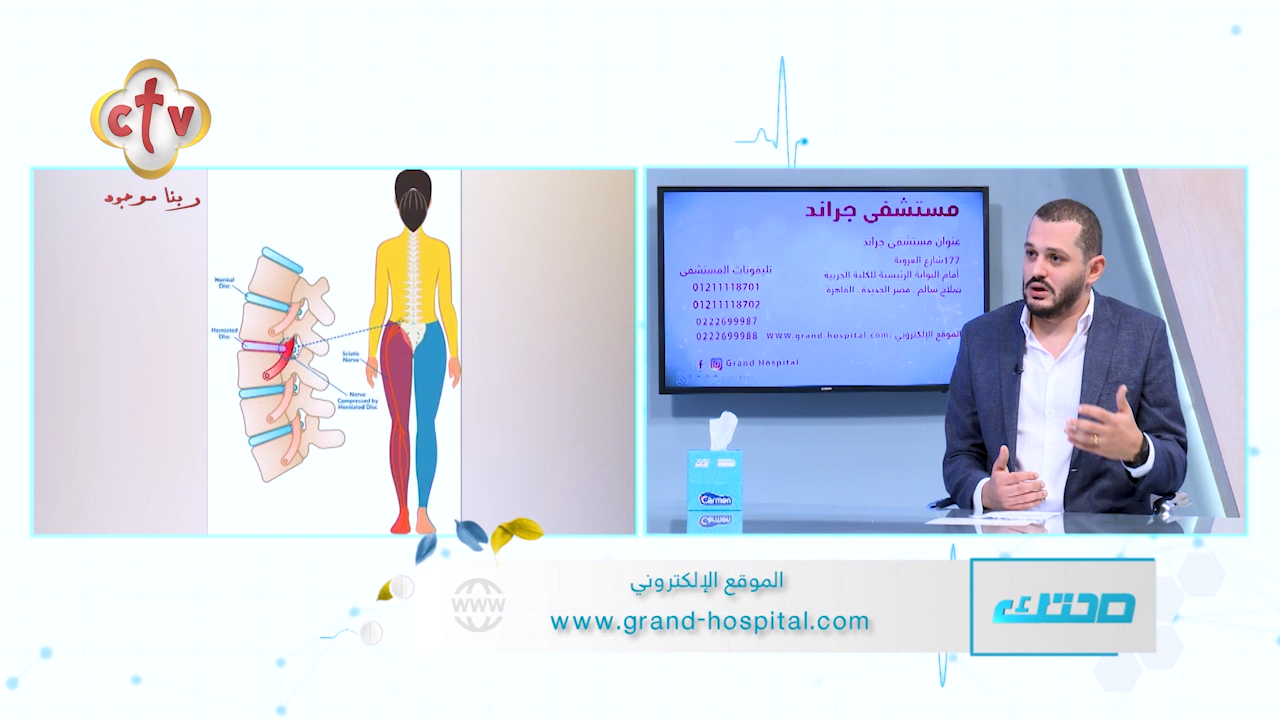 ctv
ربنا موجود
Normal
Disc
Herniated
Disc
Sciatic
Nerve
Nerve
Compressed by
Herniated Disc
مستشفى جراند
عنوان مستشفى جراند
177شارع العروبة
أمام البوابة الرئيسية للكلية الحربية
صلاح سالم . مصر الجديدة . القاهرة
تليفونات المستشفى
01211118701
01211118702
0222699987
0222699988
الموقع الإلكتروني :www.grand-hospital.com
Grand Hospital
Carmen
الموقع الإلكتروني
WWW
www.grand-hospital.com
صحتك